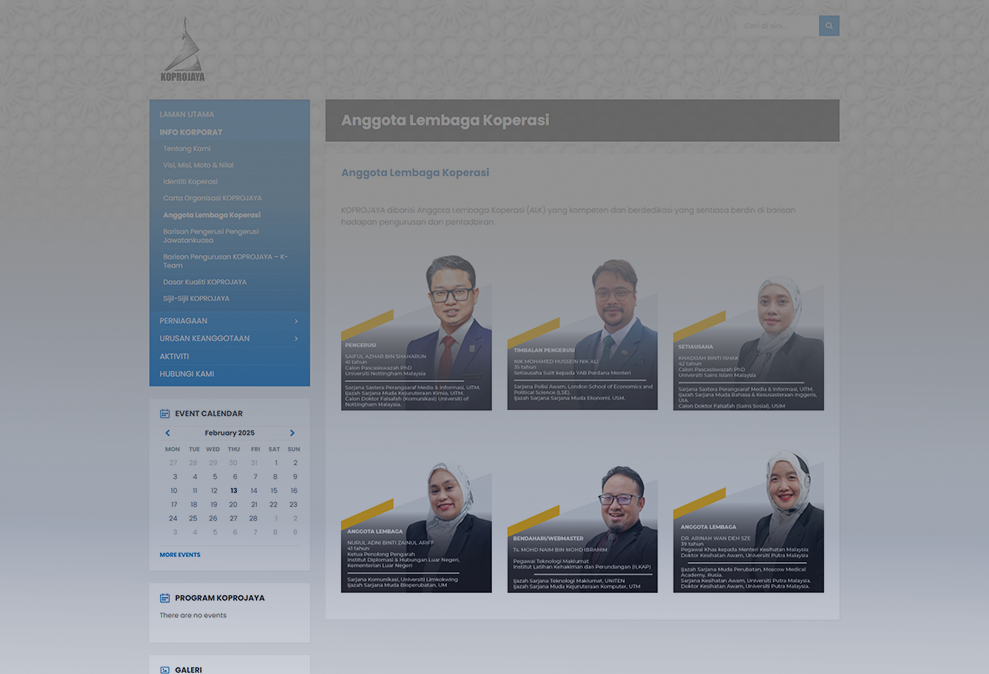 Cari di sini...
KOPROJAYA
LAMAN UTAMA
INFO KORPORAT
Tentang Kami
Visi, Misi, Moto & Nilai
Identiti Koperasi
Carta Organisasi KOPROJAYA
Anggota Lembaga Koperasi
Barisan Pengerusi Pengerusi
Jawatankuasa
Barisan Pengurusan KOPROJAYA – K-
Team
Dasar Kualiti KOPROJAYA
Sijil-Sijil KOPROJAYA
PERNIAGAAN
URUSAN KEANGGOTAAN
AKTIVITI
HUBUNGI KAMI
EVENT CALENDAR
February 2025
MON TUE WED THU FRI SAT SUN
27 28 29 30 31 1 2
3 4 5 6 7 8 9
10 11 12 13 14 15 16
17 18 19 20 21 22 23
24 25 26 27 28 1 2
3 4 5 6 7 8 9
MORE EVENTS
PROGRAM KOPROJAYA
There are no events
GALERI
Anggota Lembaga Koperasi
Anggota Lembaga Koperasi
KOPROJAYA dibarisi Anggota Lembaga Koperasi (ALK) yang kompeten dan berdedikasi yang sentiasa berdiri di barisan
hadapan pengurusan dan pentadbiran.
PENGERUSI
SAIFUL AZHAR BIN SHAHARUN
41 tahun
Calon Pascasiswazah PhD
Universiti Nottingham Malaysia
Sarjana Sastera Perangsaraf Media & Informasi, UiTM.
Ijazah Sarjana Muda Kejuruteraan Kimia, UiTM.
Calon Doktor Falsafah (Komunikasi) University of
Nottingham Malaysia.
TIMBALAN PENGERUSI
NIK MOHAMED HUSSEIN NIK ALI
35 tahun
Setiausaha Sulit kepada YAB Perdana Menteri
Sarjana Polisi Awam, London School of Economics and
Political Science (LSE).
Ijazah Sarjana Sarjana Muda Ekonomi, USM.
SETIAUSAHA
KHADIJAH BINTI ISHAK
42 tahun
Calon Pascasiswazah PhD
Universiti Sains Islam Malaysia
Sarjana Sastera Perangsaraf Media & Informasi, UiTM.
Ijazah Sarjana Muda Bahasa & Kesusasteraan Inggeris,
UIA.
Calon Doktor Falsafah (Sains Sosial), USIM
ANGGOTA LEMBAGA
NURUL ADNI BINTI ZAINUL ARIFF
41 tahun
Ketua Penolong Pengarah
Institut Diplomasi & Hubungan Luar Negeri,
Kementerian Luar Negeri
Sarjana Komunikasi, Universiti Limkokwing
Sarjana Muda Bioperubatan, UM
BENDAHARI/WEBMASTER
Ts. MOHD NAIM BIN MOHD IBRAHIM
Pegawai Teknologi Maklumat
Institut Latihan Kehakiman dan Perundangan (ILKAP)
Ijazah Sarjana Teknologi Maklumat, UNITEN
Ijazah Sarjana Muda Kejuruteraan Komputer, UTM
ANGGOTA LEMBAGA
DR. ARINAH WAN DEH SZE
39 tahun
Pegawai Khas kepada Menteri Kesihatan Malaysia
Doktor Kesihatan Awam, Universiti Putra Malaysia
Ijazah Sarjana Muda Perubatan, Moscow Medical
Academy, Rusia.
Sarjana Kesihatan Awam, Universiti Putra Malaysia.
Doktor Kesihatan Awam, Universiti Putra Malaysia.